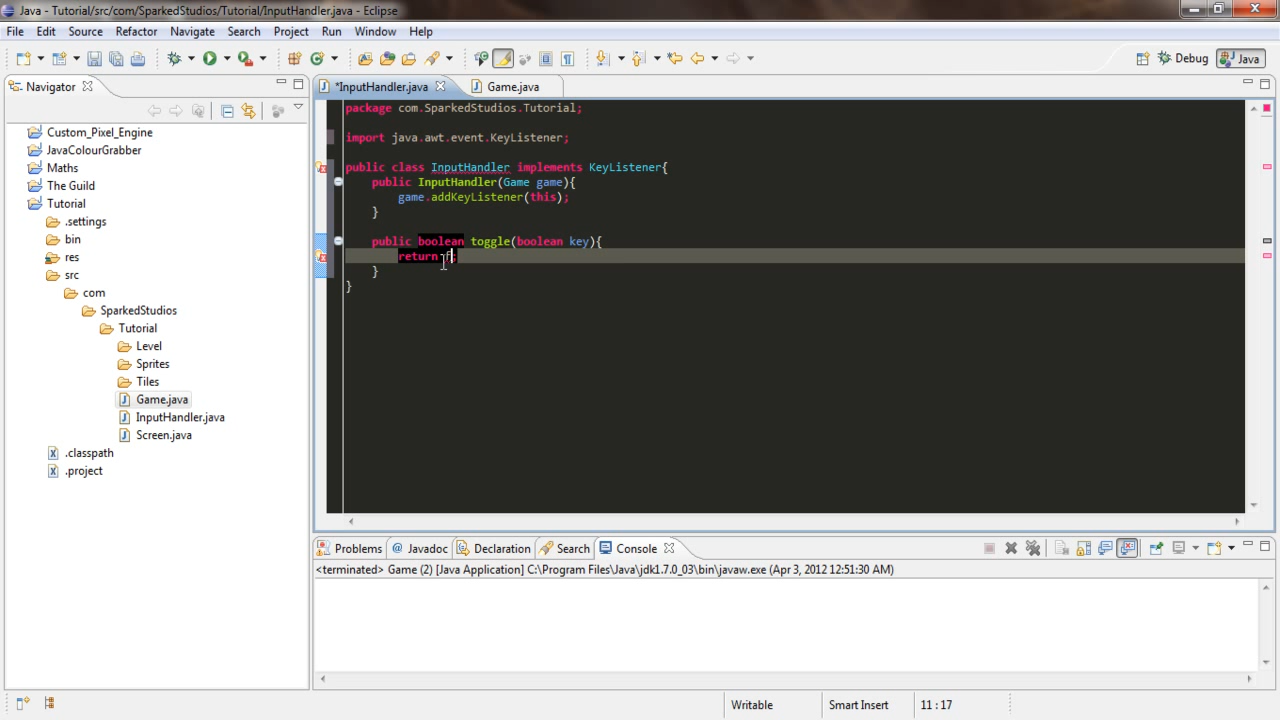 Java - Tutorial/src/com/SparkedStudios/Tutorial/InputHandler.java - Eclipse
File Edit Source Refactor Navigate Search Project Run Window Help
Debug Java
Navigator
*InputHandler.java Game.java
Custom_Pixel_Engine
JavaColourGrabber
Maths
The Guild
Tutorial
.settings
bin
res
src
com
SparkedStudios
Tutorial
Level
Sprites
Tiles
Game.java
InputHandler.java
Screen.java
.classpath
.project
package com.SparkedStudios.Tutorial;
import java.awt.event.KeyListener;
public class InputHandler implements KeyListener{
public InputHandler(Game game){
game.addKeyListener(this);
}
public boolean toggle(boolean key){
return f;
}
}
Problems @ Javadoc Declaration Search Console
<terminated> Game (2) [Java Application] C:\Program Files\Java\jdk1.7.0_03\bin\javaw.exe (Apr 3, 2012 12:51:30 AM)
Writable Smart Insert 11 : 17